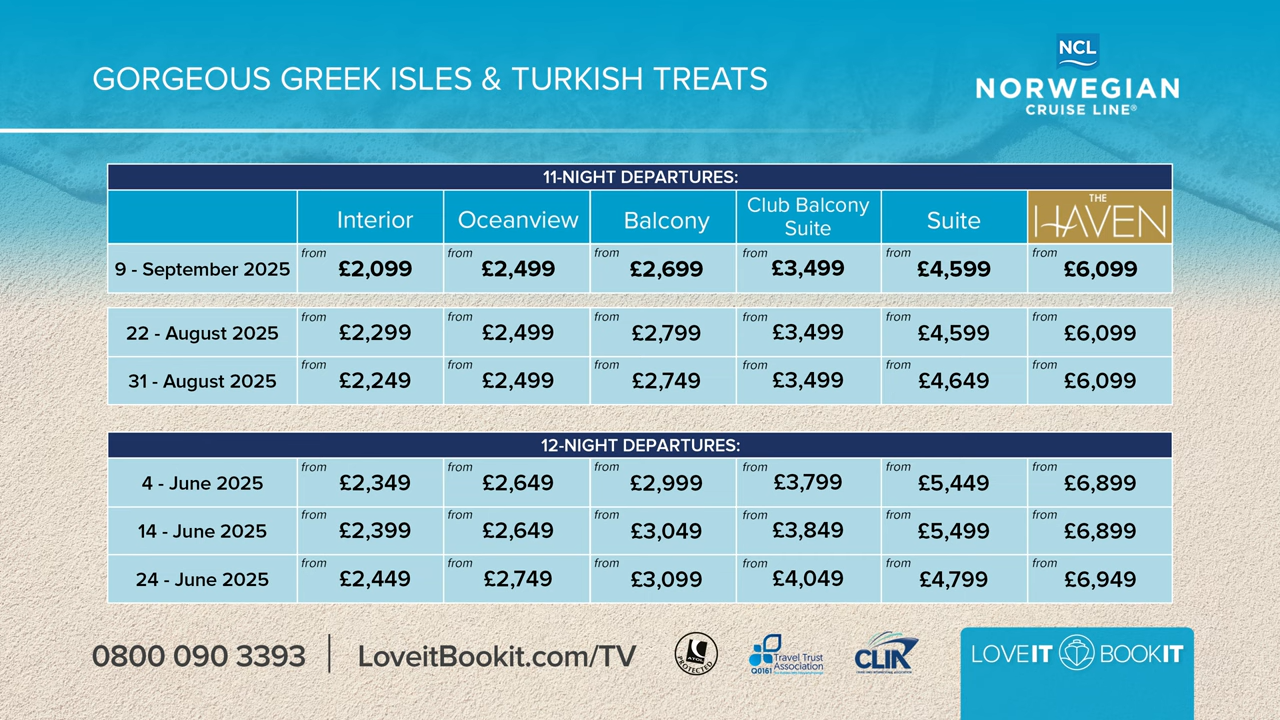 GORGEOUS GREEK ISLES & TURKISH TREATS
NCL
NORWEGIAN
CRUISE LINE®
11-NIGHT DEPARTURES:
Interior Oceanview Balcony Club Balcony Suite Suite THE HAVEN
9 - September 2025 from £2,099 from £2,499 from £2,699 from £3,499 from £4,599 from £6,099
22 - August 2025 from £2,299 from £2,499 from £2,799 from £3,499 from £4,599 from £6,099
31 - August 2025 from £2,249 from £2,499 from £2,749 from £3,499 from £4,649 from £6,099
12-NIGHT DEPARTURES:
4 - June 2025 from £2,349 from £2,649 from £2,999 from £3,799 from £5,449 from £6,899
14 - June 2025 from £2,399 from £2,649 from £3,049 from £3,849 from £5,499 from £6,899
24 - June 2025 from £2,449 from £2,749 from £3,099 from £4,049 from £4,799 from £6,949
0800 090 3393 LoveitBookit.com/TV
ATOL
PROTECTED
Travel Trust
Association
Q0161
CLIA
LOVEIT BOOKIT